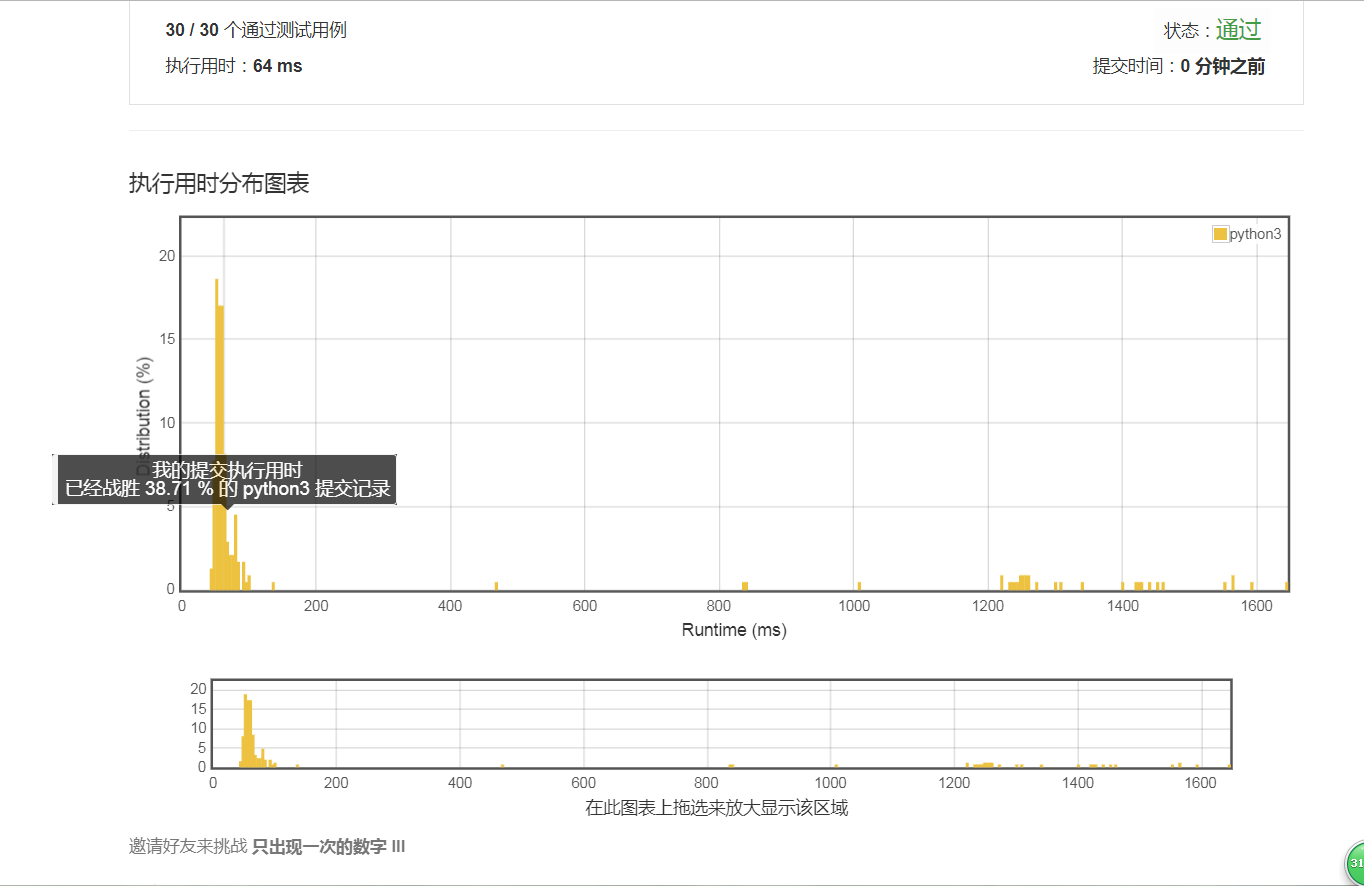 30 / 30 个通过测试用例
状态：通过
执行用时：64 ms
提交时间：0 分钟之前
执行用时分布图表
python3
20
15
10
5
0
Distribution (%)
我的提交执行用时
已经战胜 38.71 % 的 python3 提交记录
0 200 400 600 800 1000 1200 1400 1600
Runtime (ms)
20
15
10
5
0
0 200 400 600 800 1000 1200 1400 1600
在此图表上拖选来放大显示该区域
邀请好友来挑战 只出现一次的数字 III